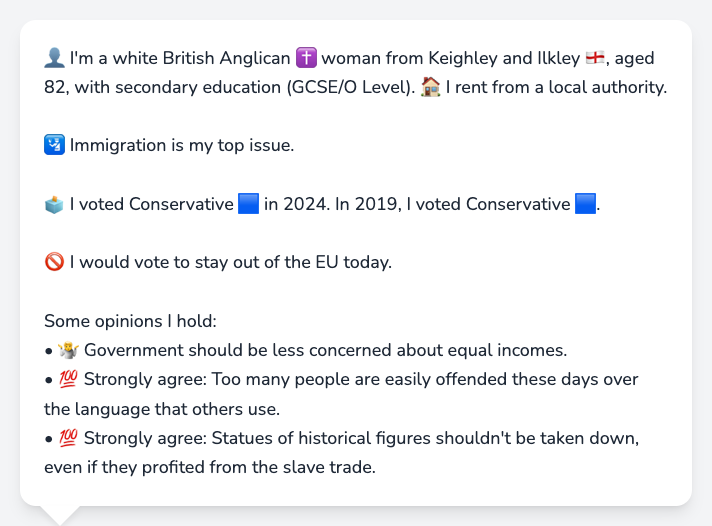 👤 I'm a white British Anglican ✝️ woman from Keighley and Ilkley 🏴󠁧󠁢󠁥󠁮󠁧󠁿, aged
82, with secondary education (GCSE/O Level). 🏠 I rent from a local authority.
🛂 Immigration is my top issue.
🗳️ I voted Conservative 🟦 in 2024. In 2019, I voted Conservative 🟦.
🚫 I would vote to stay out of the EU today.
Some opinions I hold:
• 🤷 Government should be less concerned about equal incomes.
• 💯 Strongly agree: Too many people are easily offended these days over
the language that others use.
• 💯 Strongly agree: Statues of historical figures shouldn't be taken down,
even if they profited from the slave trade.